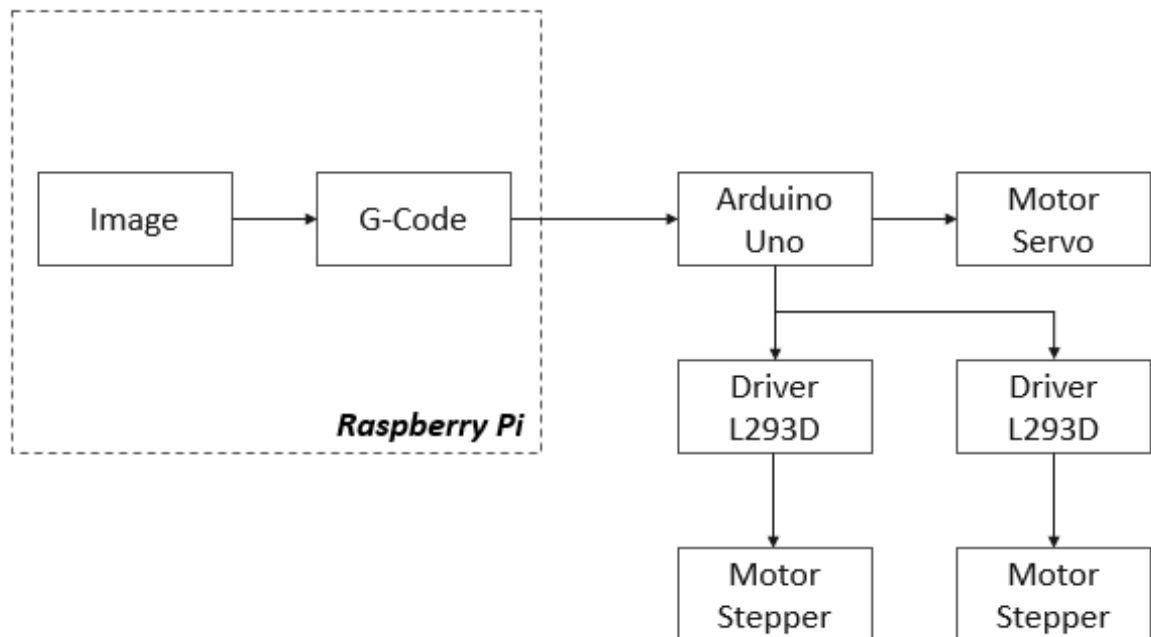 Image
G-Code
Arduino
Uno
Motor
Servo
Driver
L293D
Driver
L293D
Raspberry Pi
Motor
Stepper
Motor
Stepper